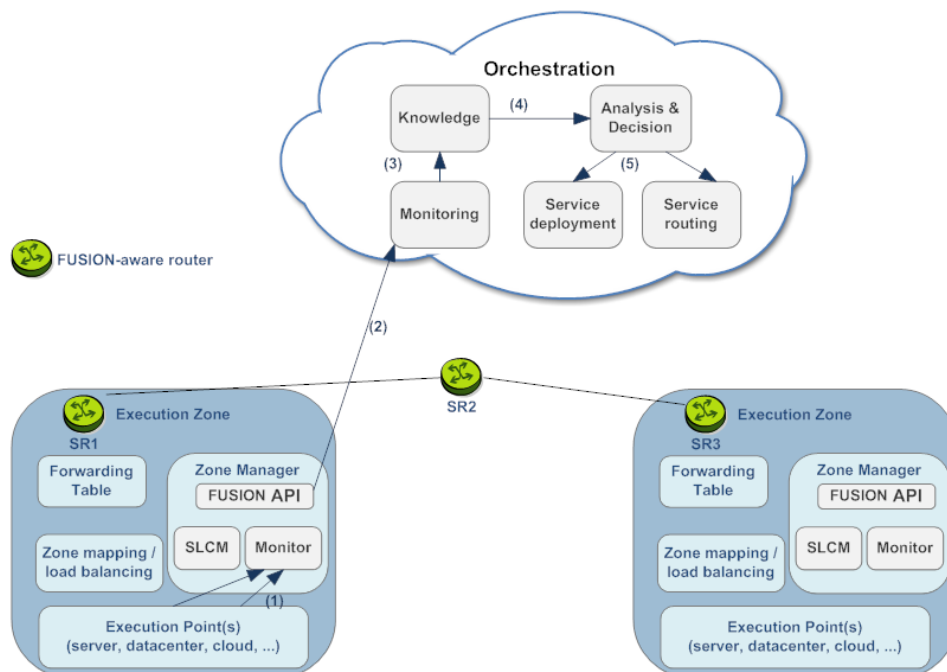 Orchestration
Knowledge
(4)
Analysis &
Decision
(3)
(5)
Monitoring
Service
deployment
Service
routing
FUSION-aware router
(2)
SR2
Execution Zone
SR1
Forwarding
Table
Zone Manager
FUSION API
Zone mapping /
load balancing
SLCM
Monitor
(1)
Execution Point(s)
(server, datacenter, cloud, ...)
Execution Zone
SR3
Forwarding
Table
Zone Manager
FUSION API
Zone mapping /
load balancing
SLCM
Monitor
Execution Point(s)
(server, datacenter, cloud, ...)